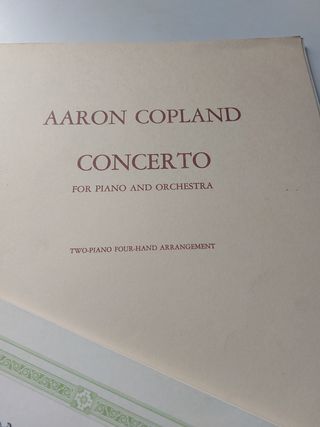 AARON COPLAND
CONCERTO
FOR PIANO AND ORCHESTRA
TWO-PIANO FOUR-HAND ARRANGEMENT